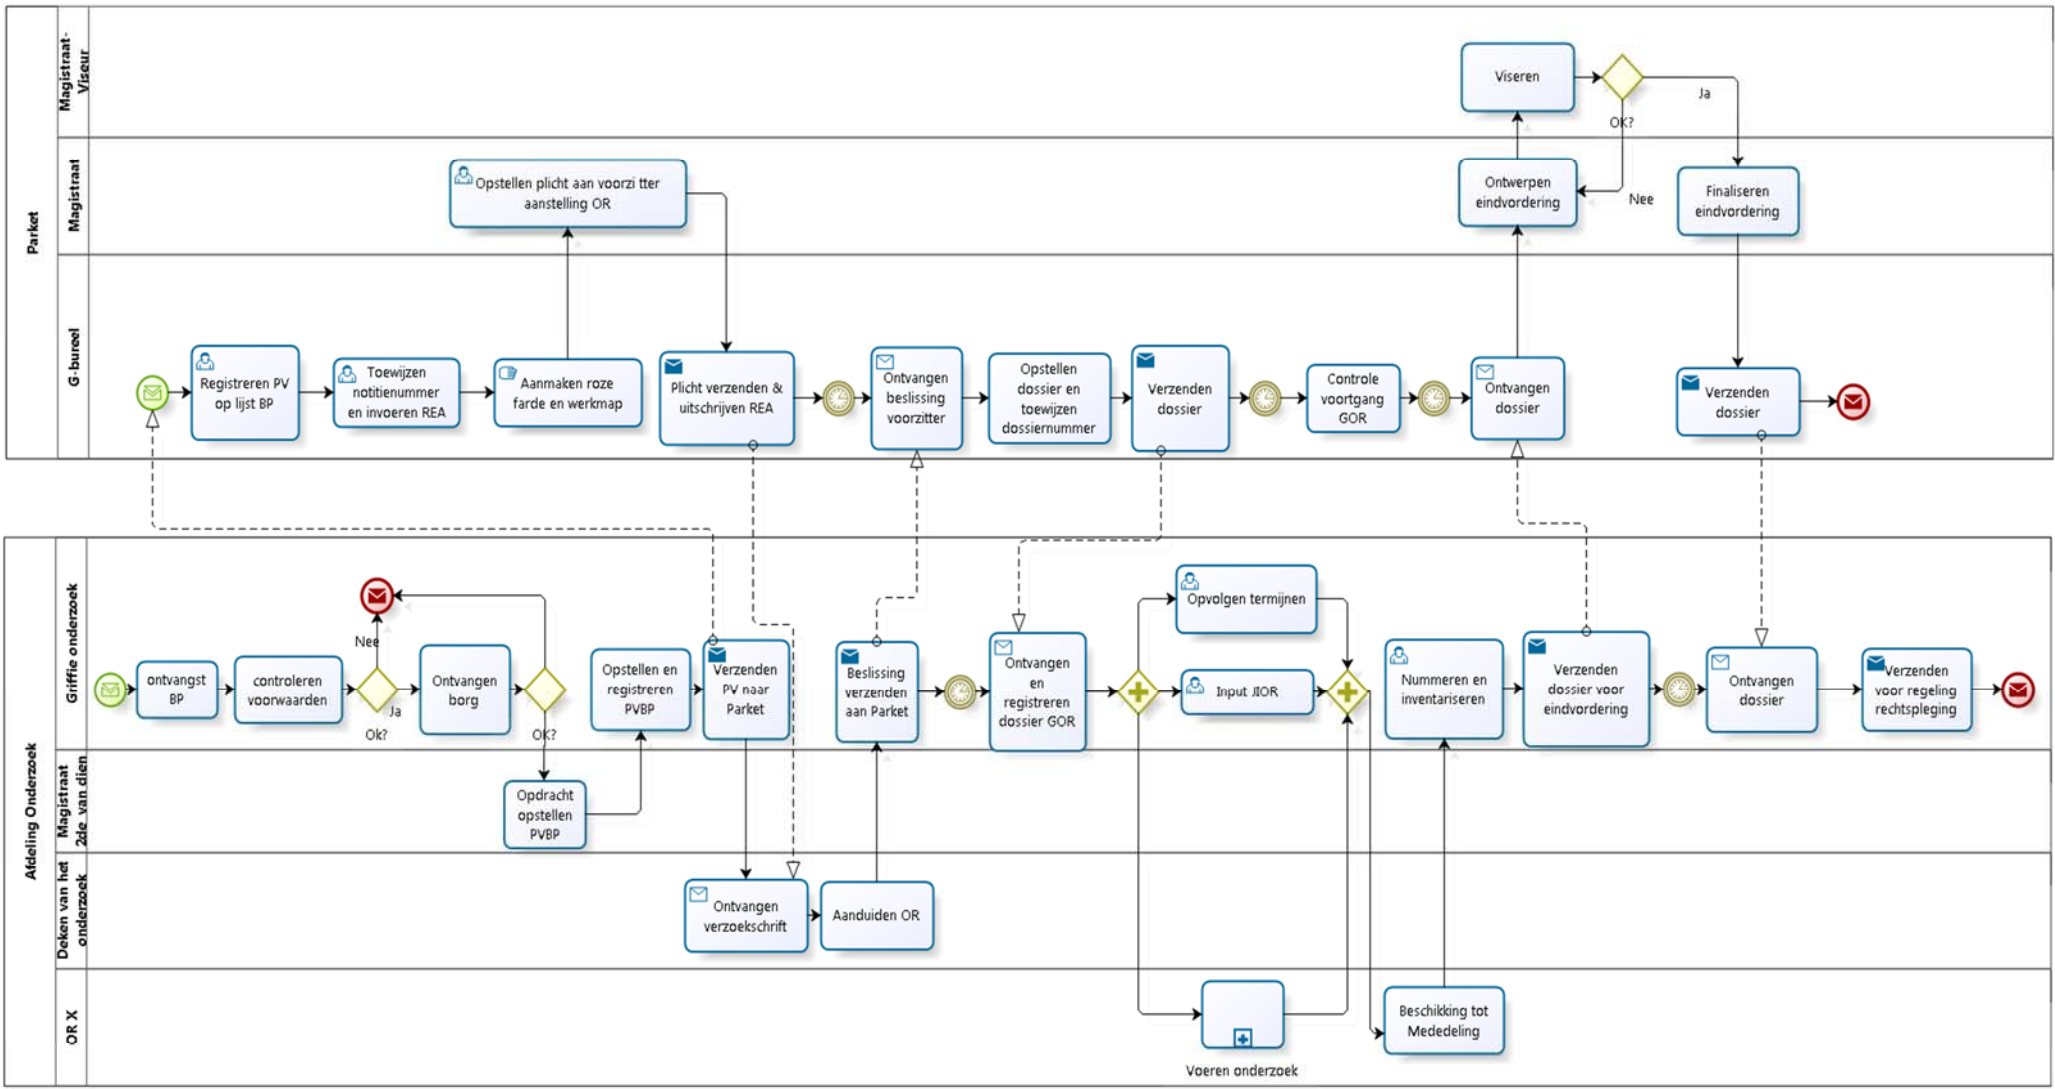 Parket
Magistraat-
Viseur
Viseren
OK?
Ja
Magistraat
Opstellen plicht aan voorzi tter
aanstelling OR
Ontwerpen
eindvordering
Nee
Finaliseren
eindvordering
G-bureel
Registreren PV
op lijst BP
Toewijzen
notitienummer
en invoeren REA
Aanmaken roze
farde en werkmap
Plicht verzenden &
uitschrijven REA
Ontvangen
beslissing
voorzitter
Opstellen
dossier en
toewijzen
dossiernummer
Verzenden
dossier
Controle
voortgang
GOR
Ontvangen
dossier
Verzenden
dossier
Afdeling Onderzoek
Griffie onderzoek
ontvangst
BP
controleren
voorwaarden
Nee
Ja
Ok?
Ontvangen
borg
OK?
Opstellen en
registreren
PVBP
Verzenden
PV naar
Parket
Beslissing
verzenden
aan Parket
Ontvangen
en
registreren
dossier GOR
Opvolgen termijnen
Input JIOR
Nummeren en
inventariseren
Verzenden
dossier voor
eindvordering
Ontvangen
dossier
Verzenden
voor regeling
rechtspleging
Magistraat
2de van dien
Opdracht
opstellen
PVBP
Deken van het
onderzoek
Ontvangen
verzoekschrift
Aanduiden OR
OR X
Voeren onderzoek
Beschikking tot
Mededeling